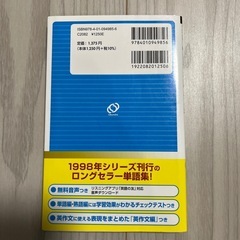 ISBN978-4-01-094985-6
C2082 ¥1250E
定価：1,375円
（本体1,250円＋税10%）
9784010949856
1922082012506
1998年シリーズ刊行の
ロングセラー単語集！
無料音声つき
リスニングアプリ「英語の友」対応
音声ダウンロード
単語編・熟語編には学習効果がわかるチェックテストつき
英作文に使える表現をまとめた「英作文編」つき